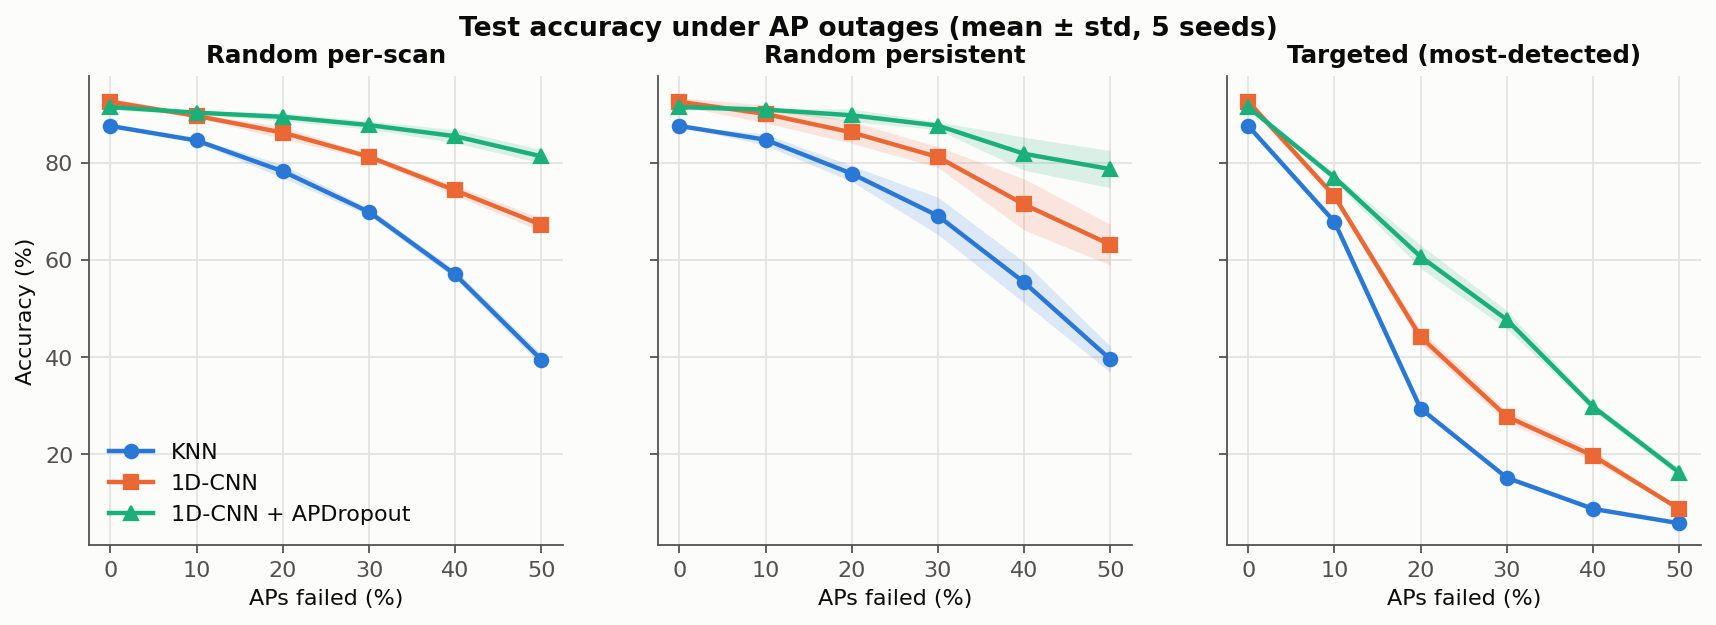 Test accuracy under AP outages (mean ± std, 5 seeds)
Random per-scan
Random persistent
Targeted (most-detected)
Accuracy (%)
80
60
40
20
KNN
1D-CNN
1D-CNN + APDropout
0 10 20 30 40 50
0 10 20 30 40 50
0 10 20 30 40 50
APs failed (%)
APs failed (%)
APs failed (%)